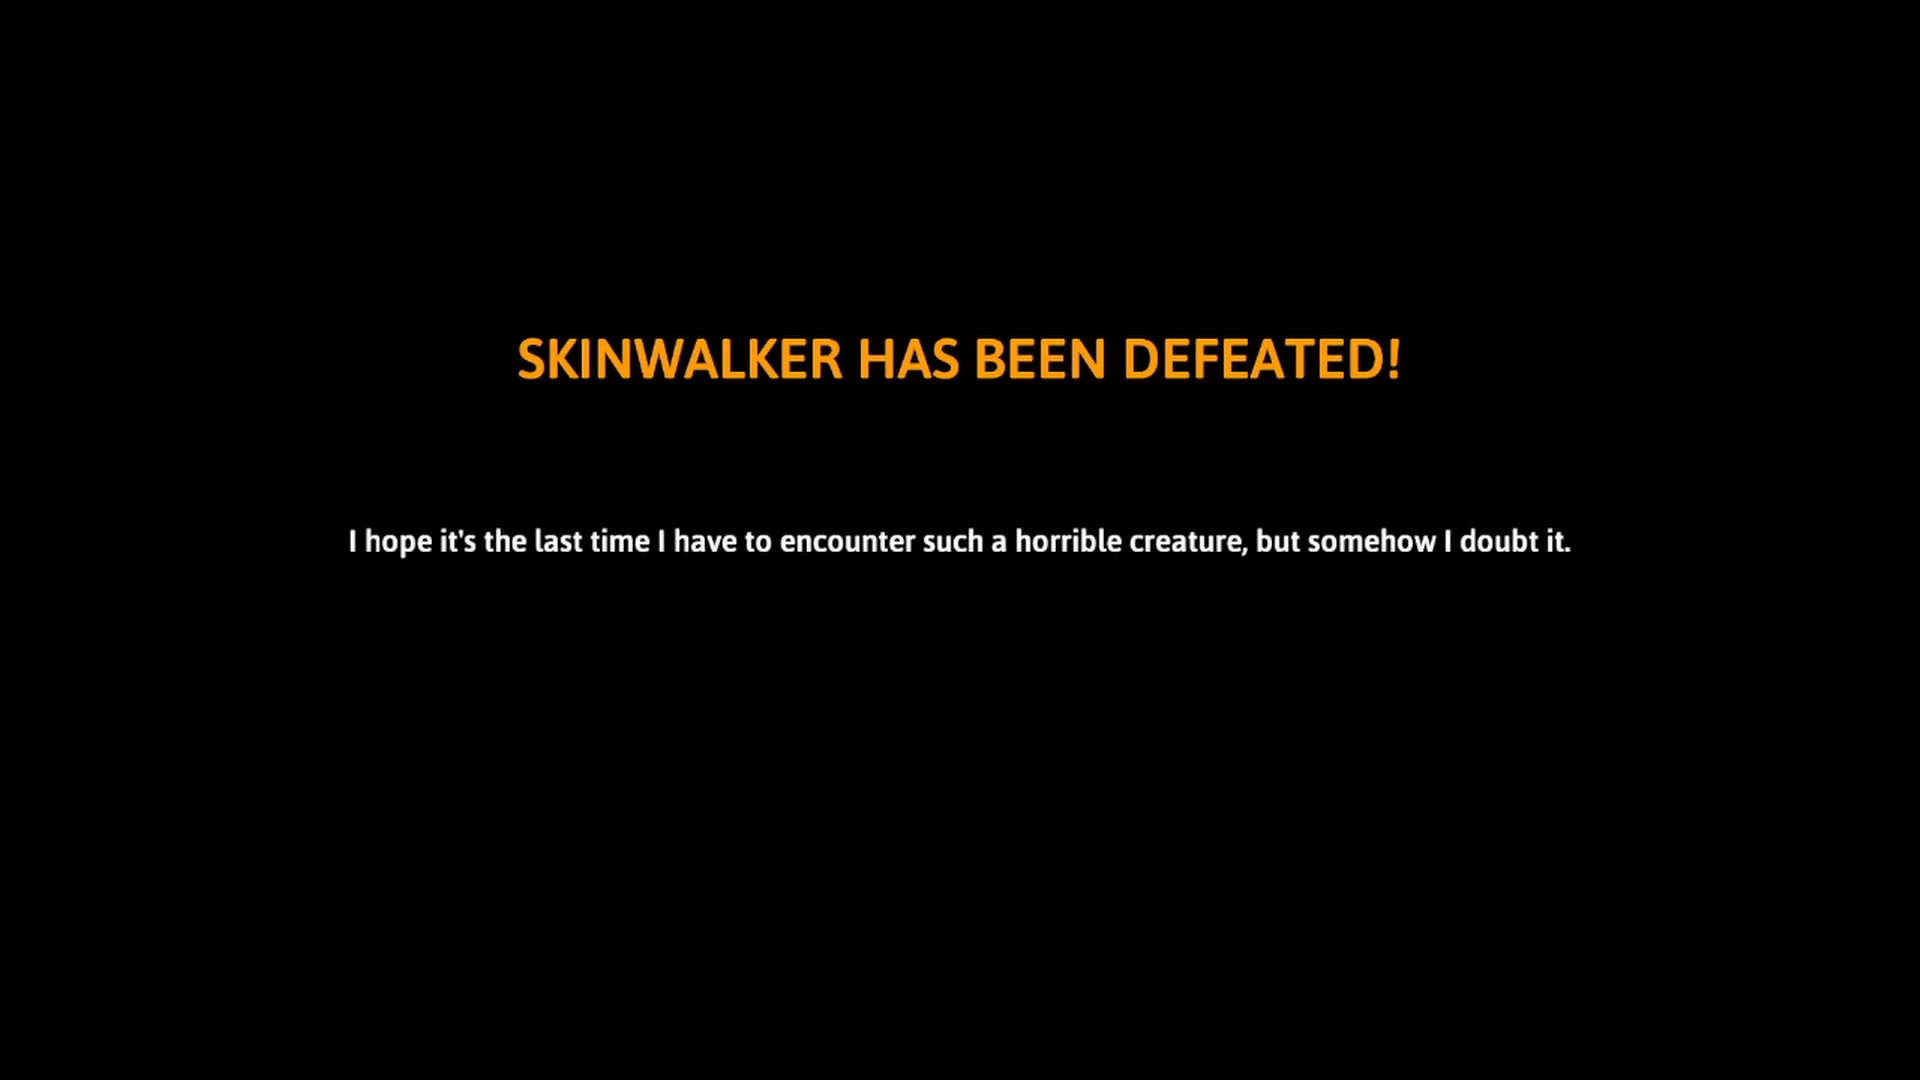 SKINWALKER HAS BEEN DEFEATED!
I hope it's the last time I have to encounter such a horrible creature, but somehow I doubt it.